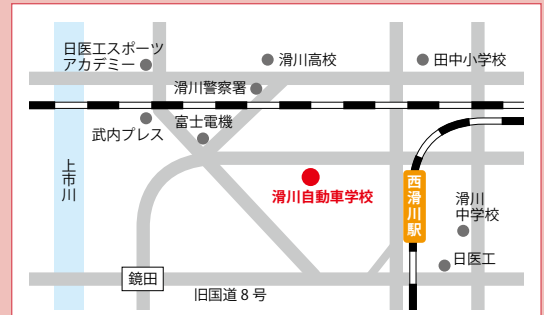 日医工スポーツ
アカデミー
滑川高校
田中小学校
滑川警察署
武内プレス
富士電機
上市川
滑川自動車学校
西滑川駅
滑川
中学校
日医工
鏡田
旧国道8号